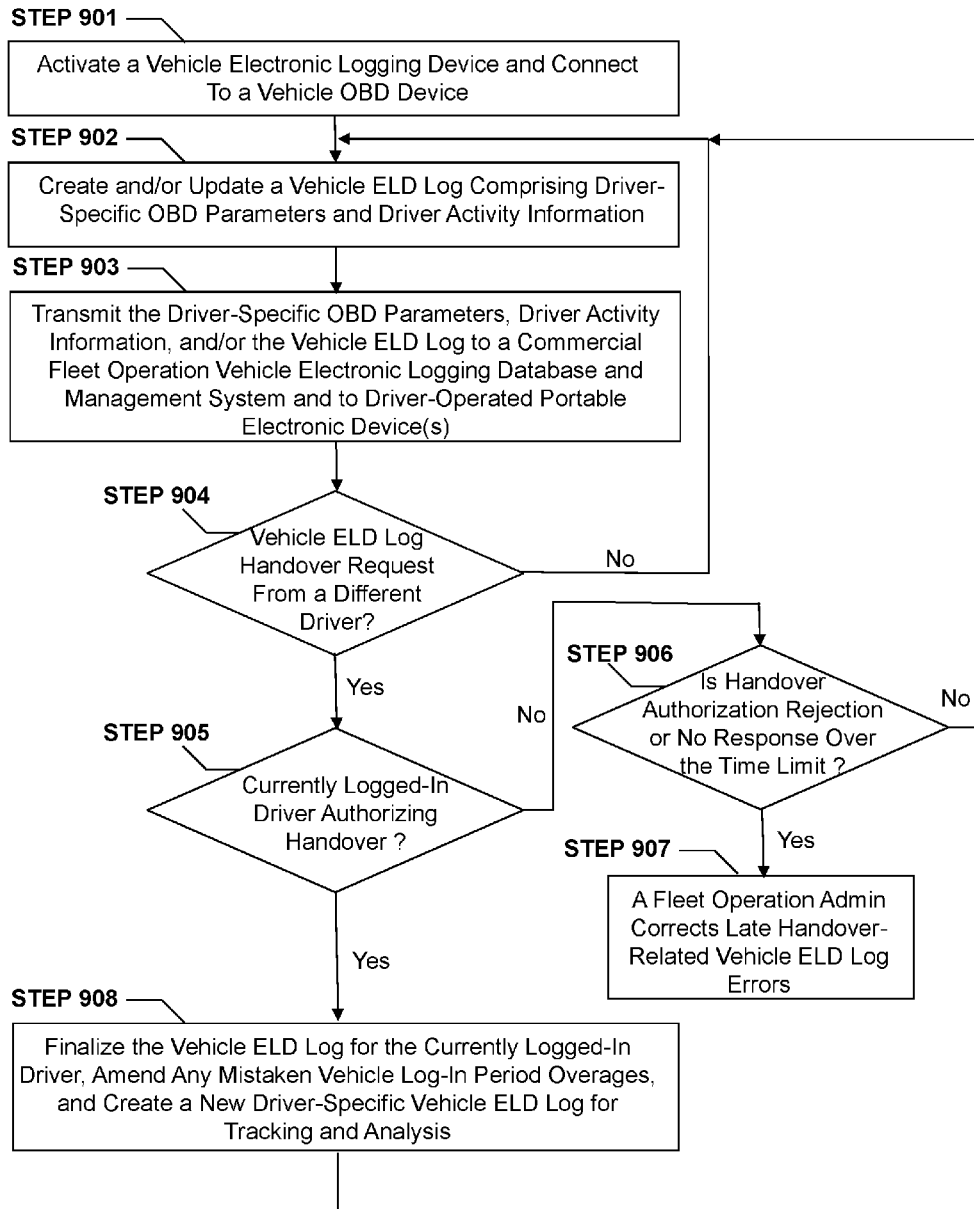 STEP 901
Activate a Vehicle Electronic Logging Device and Connect
To a Vehicle OBD Device
STEP 902
Create and/or Update a Vehicle ELD Log Comprising Driver-
Specific OBD Parameters and Driver Activity Information
STEP 903
Transmit the Driver-Specific OBD Parameters, Driver Activity
Information, and/or the Vehicle ELD Log to a Commercial
Fleet Operation Vehicle Electronic Logging Database and
Management System and to Driver-Operated Portable
Electronic Device(s)
STEP 904
Vehicle ELD Log
Handover Request
From a Different
Driver?
No
Yes
STEP 905
Currently Logged-In
Driver Authorizing
Handover ?
No
STEP 906
Is Handover
Authorization Rejection
or No Response Over
the Time Limit ?
No
Yes
STEP 907
A Fleet Operation Admin
Corrects Late Handover-
Related Vehicle ELD Log
Errors
Yes
STEP 908
Finalize the Vehicle ELD Log for the Currently Logged-In
Driver, Amend Any Mistaken Vehicle Log-In Period Overages,
and Create a New Driver-Specific Vehicle ELD Log for
Tracking and Analysis